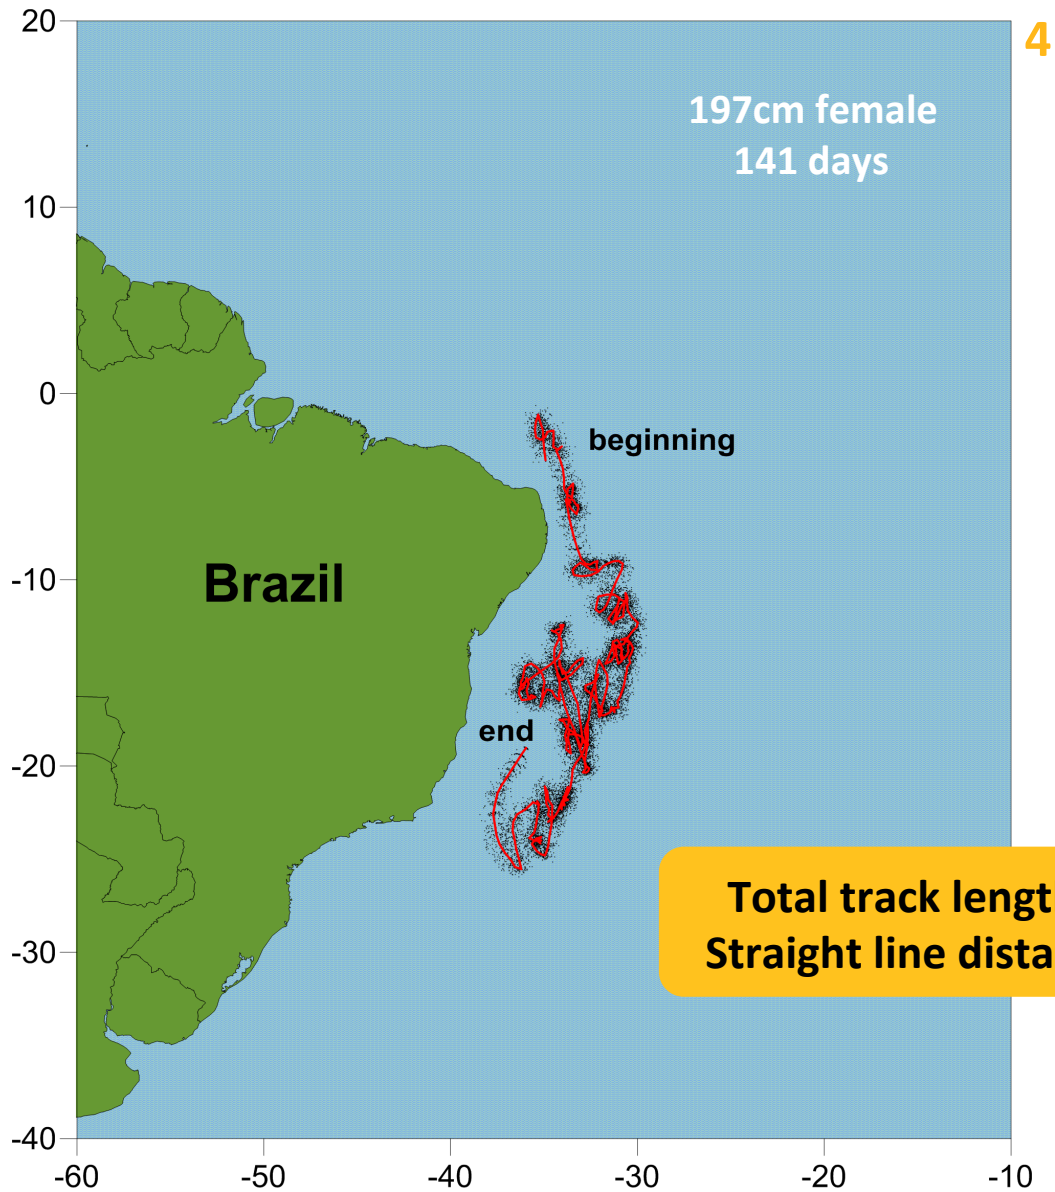 20
4
197cm female
141 days
10
0
beginning
-10
Brazil
end
-20
Total track lengt
Straight line dista
-30
-40
-60
-50
-40
-30
-20
-10